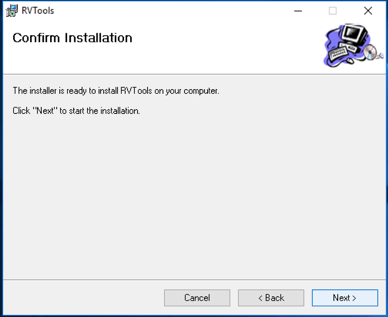 RVTools
Confirm Installation
The installer is ready to install RVTools on your computer.
Click "Next" to start the installation.
Cancel
< Back
Next >